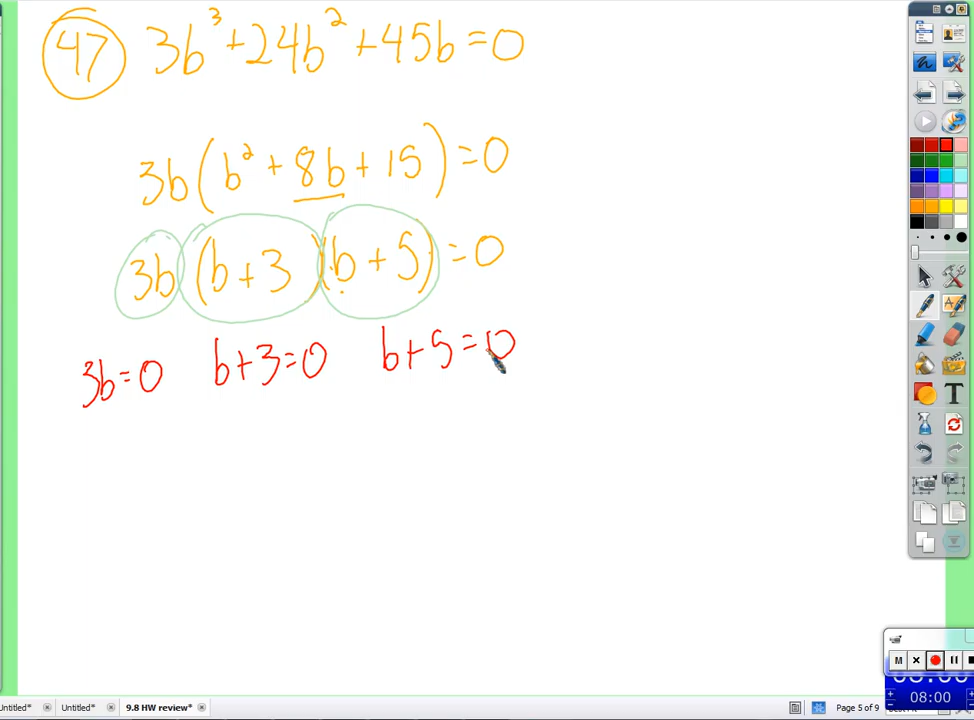 47 3b³ + 24b² + 45b = 0
3b(b² + 8b + 15) = 0
3b (b + 3)(b + 5) = 0
3b = 0 b + 3 = 0 b + 5 = 0
T
M
08:00
Untitled* Untitled* 9.8 HW review* Page 5 of 9